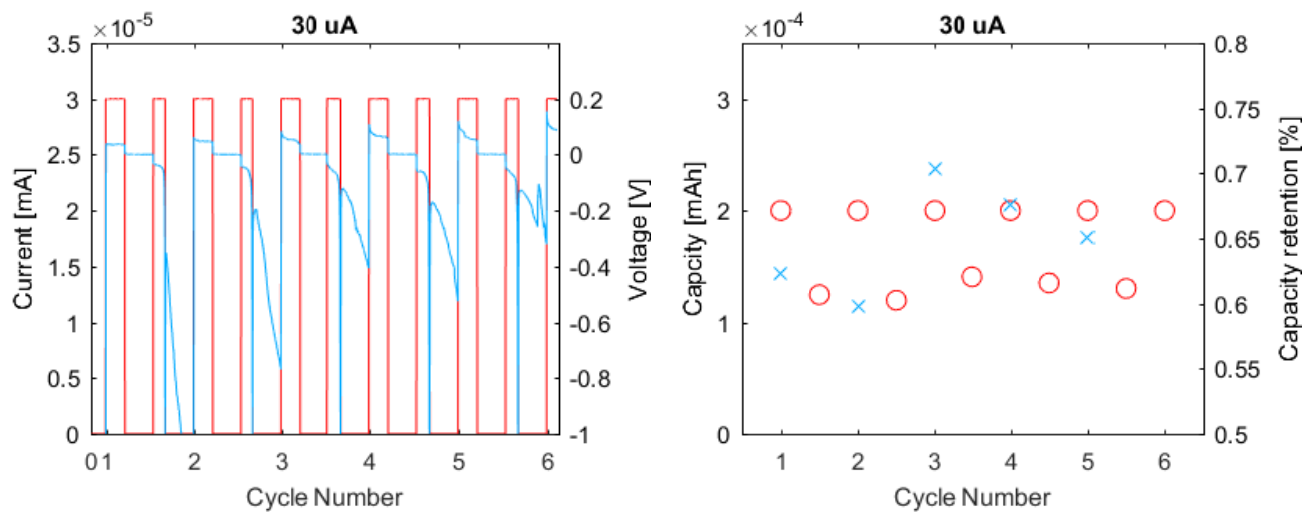 ×10⁻⁵
30 uA
3.5
3
2.5
2
1.5
1
0.5
0
Current [mA]
0.2
0
-0.2
-0.4
-0.6
-0.8
-1
Voltage [V]
0 1 2 3 4 5 6
Cycle Number
×10⁻⁴
30 uA
4
3
2
1
0
Capcity [mAh]
0.8
0.75
0.7
0.65
0.6
0.55
0.5
Capacity retention [%]
1 2 3 4 5 6
Cycle Number